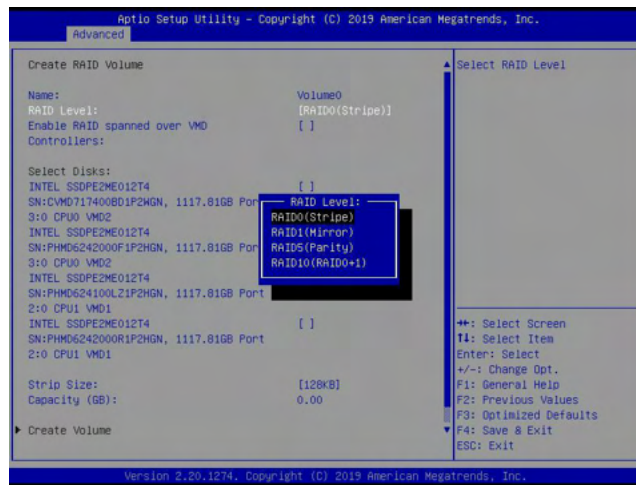 Aptio Setup Utility - Copyright (C) 2019 American Megatrends, Inc.
Advanced
Create RAID Volume
Select RAID Level
Name: Volume0
RAID Level: [RAID0(Stripe)]
Enable RAID spanned over VMD [ ]
Controllers:
Select Disks:
INTEL SSDPE2ME012T4 [ ]
SN:CVMD717400BD1P2WGN, 1117.81GB Por
3:0 CPU0 VMD2
INTEL SSDPE2ME012T4
SN:PHMD6242000F1P2HGN, 1117.81GB Por
3:0 CPU0 VMD2
INTEL SSDPE2ME012T4
SN:PHMD624100LZ1P2HGN, 1117.81GB Port
2:0 CPU1 VMD1
INTEL SSDPE2ME012T4 [ ]
SN:PHMD6242000R1P2HGN, 1117.81GB Port
2:0 CPU1 VMD1
Strip Size: [128KB]
Capacity (GB): 0.00
Create Volume
RAID Level:
RAID0(Stripe)
RAID1(Mirror)
RAID5(Parity)
RAID10(RAID0+1)
→←: Select Screen
↑↓: Select Item
Enter: Select
+/-: Change Opt.
F1: General Help
F2: Previous Values
F3: Optimized Defaults
F4: Save & Exit
ESC: Exit
Version 2.20.1274. Copyright (C) 2019 American Megatrends, Inc.